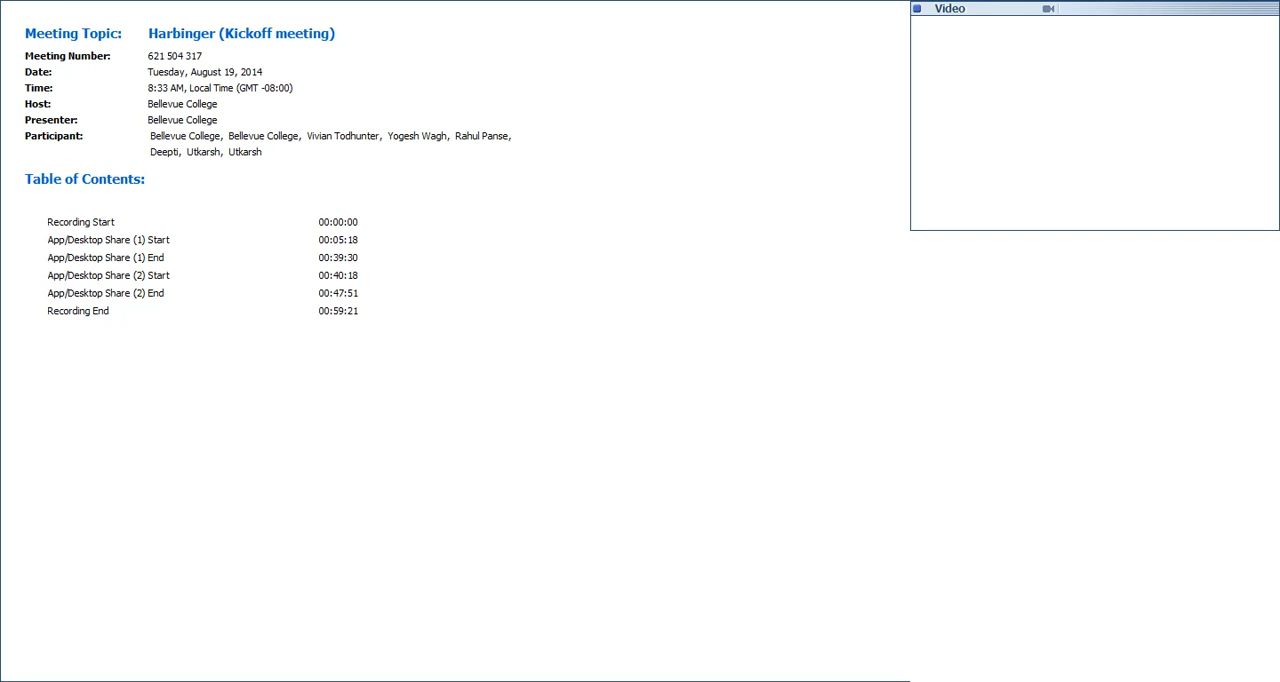 Meeting Topic: Harbinger (Kickoff meeting)
Meeting Number: 621 504 317
Date: Tuesday, August 19, 2014
Time: 8:33 AM, Local Time (GMT -08:00)
Host: Bellevue College
Presenter: Bellevue College
Participant: Bellevue College, Bellevue College, Vivian Todhunter, Yogesh Wagh, Rahul Panse,
Deepti, Utkarsh, Utkarsh
Table of Contents:
Recording Start 00:00:00
App/Desktop Share (1) Start 00:05:18
App/Desktop Share (1) End 00:39:30
App/Desktop Share (2) Start 00:40:18
App/Desktop Share (2) End 00:47:51
Recording End 00:59:21
Video